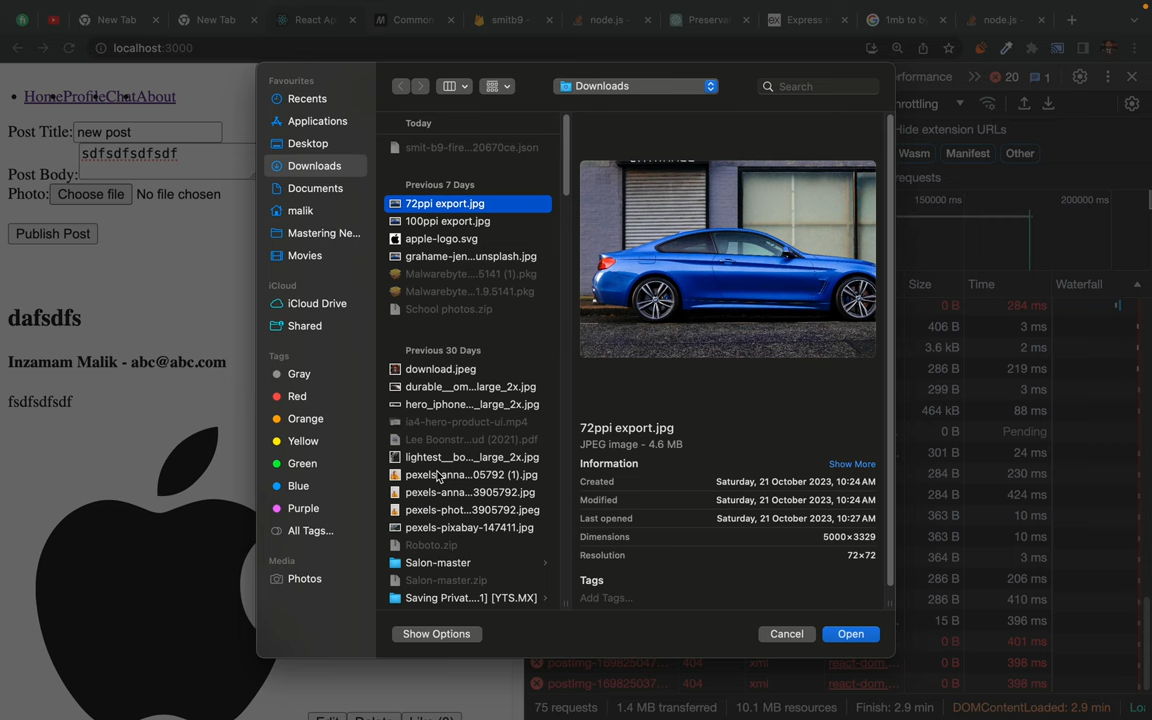 New Tab
New Tab
React Ap
Common
smitb9 -
node.js -
Preserva
Express
1mb to b
node.js -
localhost:3000
Home Profile Chat About
Post Title: new post
sdfsdfsdfsdf
Post Body:
Photo: Choose file No file chosen
Publish Post
dafsdfs
Inzamam Malik - abc@abc.com
fsdfsdfsdf
Favourites
Recents
Applications
Desktop
Downloads
Documents
malik
Mastering Ne...
Movies
iCloud
iCloud Drive
Shared
Tags
Gray
Red
Orange
Yellow
Green
Blue
Purple
All Tags...
Media
Photos
Downloads
Search
Today
smit-b9-fire...20670ce.json
Previous 7 Days
72ppi export.jpg
100ppi export.jpg
apple-logo.svg
grahame-jen...unsplash.jpg
Malwarebyte...5141 (1).pkg
Malwarebyte...1.9.5141.pkg
School photos.zip
Previous 30 Days
download.jpeg
durable__om...large_2x.jpg
hero_iphone..._large_2x.jpg
ia4-hero-product-ui.mp4
Lee Boonstr...ud (2021).pdf
lightest__bo..._large_2x.jpg
pexels-anna...05792 (1).jpg
pexels-anna...3905792.jpg
pexels-phot...3905792.jpeg
pexels-pixabay-147411.jpg
Roboto.zip
Salon-master
Salon-master.zip
Saving Privat....1] [YTS.MX]
72ppi export.jpg
JPEG image - 4.6 MB
Information Show More
Created Saturday, 21 October 2023, 10:24 AM
Modified Saturday, 21 October 2023, 10:24 AM
Last opened Saturday, 21 October 2023, 10:27 AM
Dimensions 5000×3329
Resolution 72×72
Tags
Add Tags...
Show Options
Cancel
Open
erformance
20
1
hrottling
Hide extension URLs
Wasm
Manifest
Other
requests
150000 ms
200000 ms
Size Time Waterfall
0 B 284 ms
406 B 3 ms
3.6 kB 2 ms
286 B 219 ms
299 B 3 ms
464 kB 88 ms
0 B Pending
301 B 24 ms
284 B 230 ms
284 B 424 ms
363 B 10 ms
363 B 10 ms
364 B 3 ms
286 B 206 ms
286 B 410 ms
15 B 396 ms
0 B 401 ms
postImg-169825047... 404 xml react-dom.... 0 B 398 ms
postImg-169825037... 404 xml react-dom.... 0 B 398 ms
75 requests 1.4 MB transferred 10.1 MB resources Finish: 2.9 min DOMContentLoaded: 2.9 min Loa